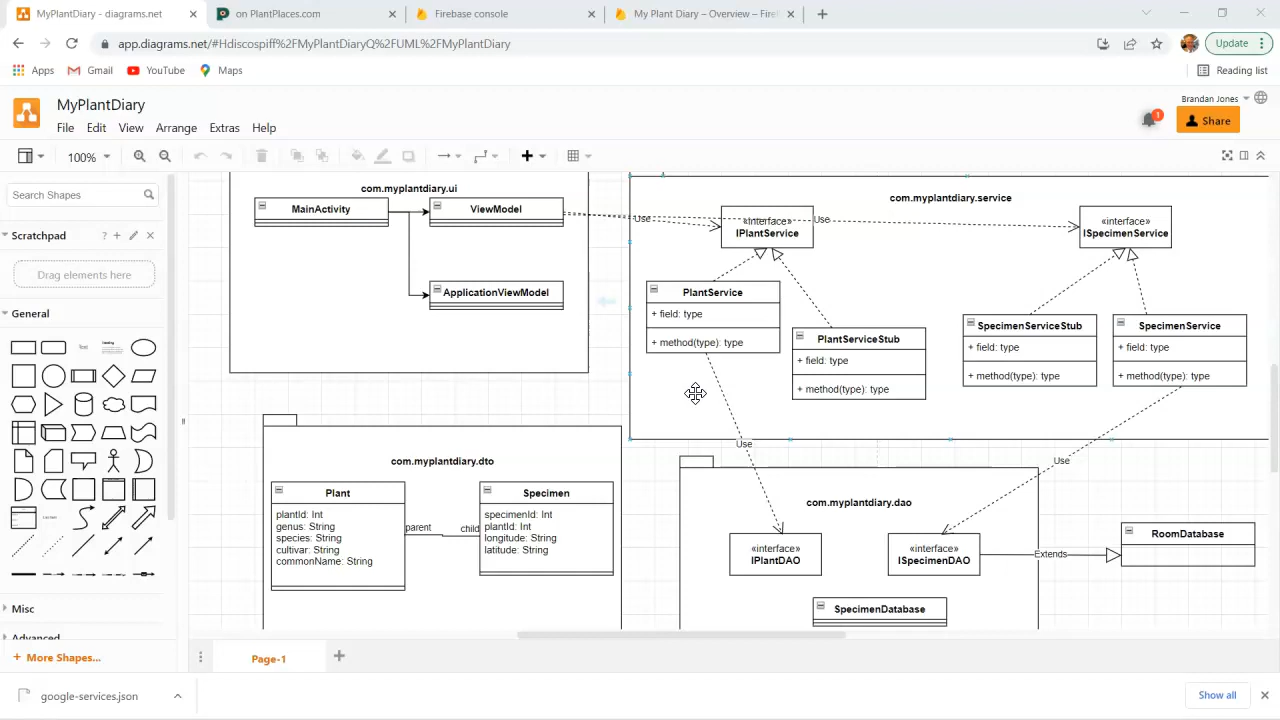 MyPlantDiary - diagrams.net
on PlantPlaces.com
Firebase console
My Plant Diary – Overview – Fire
app.diagrams.net/#Hdiscospiff%2FMyPlantDiaryQ%2FUML%2FMyPlantDiary
Update
Apps
Gmail
YouTube
Maps
Reading list
MyPlantDiary
Brandan Jones
File
Edit
View
Arrange
Extras
Help
1
Share
100%
Search Shapes
Scratchpad
?
Drag elements here
General
Misc
Advanced
+ More Shapes...
com.myplantdiary.ui
MainActivity
ViewModel
ApplicationViewModel
Use
Use
com.myplantdiary.service
«interface»
IPlantService
«interface»
ISpecimenService
PlantService
+ field: type
+ method(type): type
PlantServiceStub
+ field: type
+ method(type): type
SpecimenServiceStub
+ field: type
+ method(type): type
SpecimenService
+ field: type
+ method(type): type
Use
Use
com.myplantdiary.dto
Plant
plantId: Int
genus: String
species: String
cultivar: String
commonName: String
parent
child
Specimen
specimenId: Int
plantId: Int
longitude: String
latitude: String
com.myplantdiary.dao
«interface»
IPlantDAO
«interface»
ISpecimenDAO
Extends
RoomDatabase
SpecimenDatabase
Page-1
google-services.json
Show all